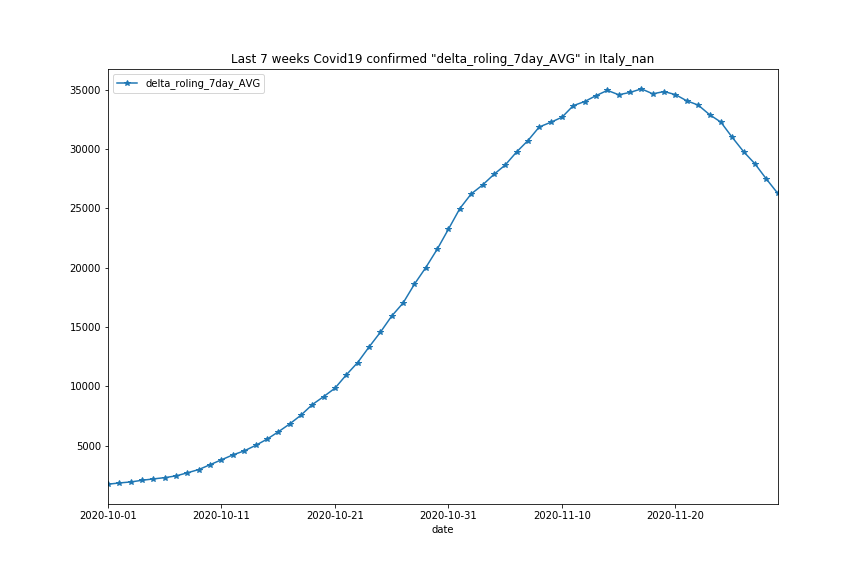 Last 7 weeks Covid19 confirmed "delta_roling_7day_AVG" in Italy_nan
delta_roling_7day_AVG
35000
30000
25000
20000
15000
10000
5000
2020-10-01 2020-10-11 2020-10-21 2020-10-31 2020-11-10 2020-11-20
date